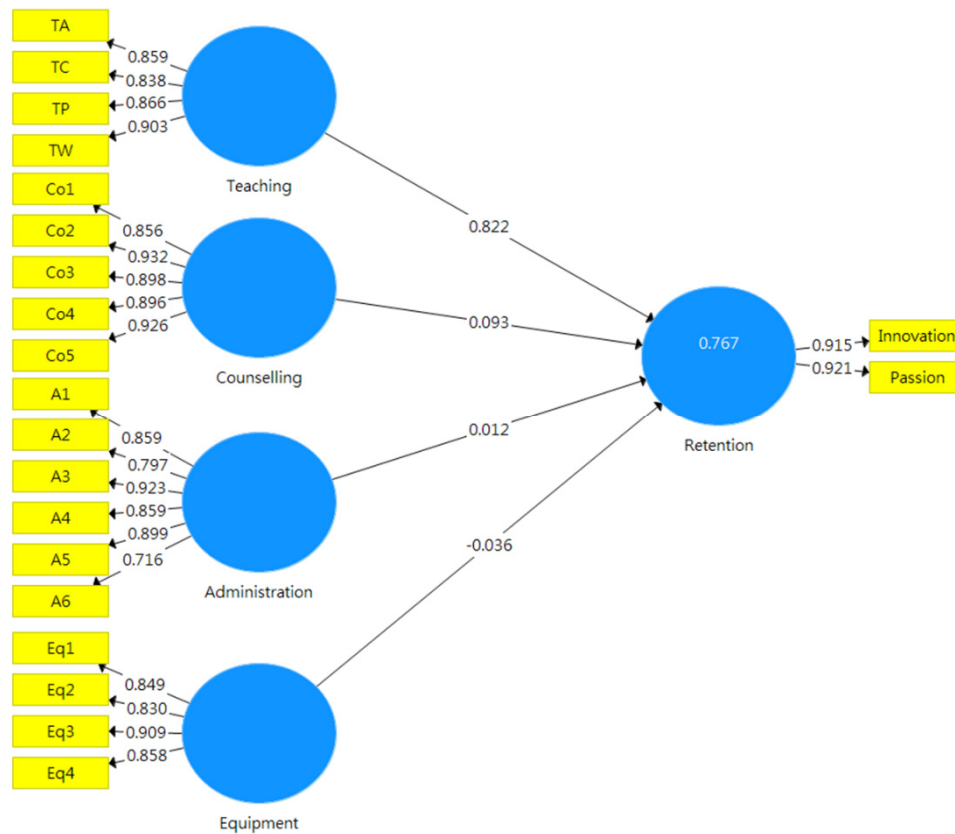 TA
0.859
TC
0.838
TP
0.866
TW
0.903
Teaching
Co1
0.856
Co2
0.932
Co3
0.898
Co4
0.896
Co5
0.926
Counselling
A1
0.859
A2
0.797
A3
0.923
A4
0.859
A5
0.899
A6
0.716
Administration
Eq1
0.849
Eq2
0.830
Eq3
0.909
Eq4
0.858
Equipment
0.822
0.093
0.012
-0.036
0.767
Retention
0.915
Innovation
0.921
Passion